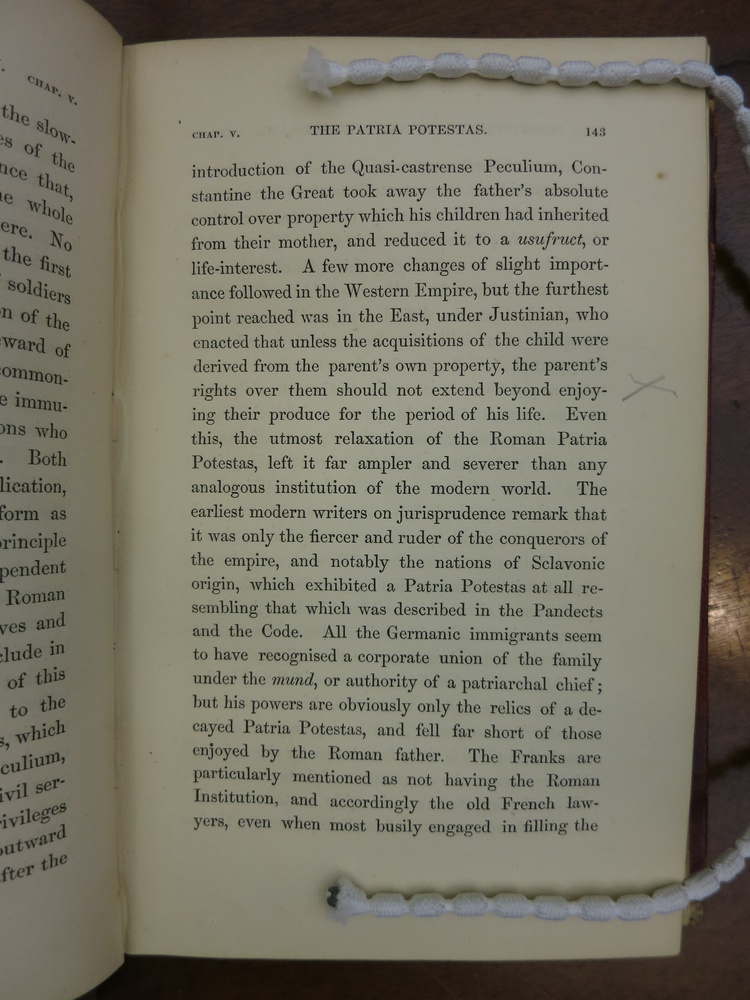 CHAP. V.
the slow-
es of the
nce that,
whole
ere. No
the first
soldiers
n of the
ward of
ommon-
e immu-
ons who
. Both
lication,
form as
rinciple
pendent
Roman
ves and
clude in
of this
to the
s, which
culium,
ivil ser-
rivileges
outward
fter the
CHAP. V. THE PATRIA POTESTAS. 143
introduction of the Quasi-castrense Peculium, Con-
stantine the Great took away the father's absolute
control over property which his children had inherited
from their mother, and reduced it to a usufruct, or
life-interest. A few more changes of slight import-
ance followed in the Western Empire, but the furthest
point reached was in the East, under Justinian, who
enacted that unless the acquisitions of the child were
derived from the parent's own property, the parent's
rights over them should not extend beyond enjoy-
ing their produce for the period of his life. Even
this, the utmost relaxation of the Roman Patria
Potestas, left it far ampler and severer than any
analogous institution of the modern world. The
earliest modern writers on jurisprudence remark that
it was only the fiercer and ruder of the conquerors of
the empire, and notably the nations of Sclavonic
origin, which exhibited a Patria Potestas at all re-
sembling that which was described in the Pandects
and the Code. All the Germanic immigrants seem
to have recognised a corporate union of the family
under the mund, or authority of a patriarchal chief;
but his powers are obviously only the relics of a de-
cayed Patria Potestas, and fell far short of those
enjoyed by the Roman father. The Franks are
particularly mentioned as not having the Roman
Institution, and accordingly the old French law-
yers, even when most busily engaged in filling the